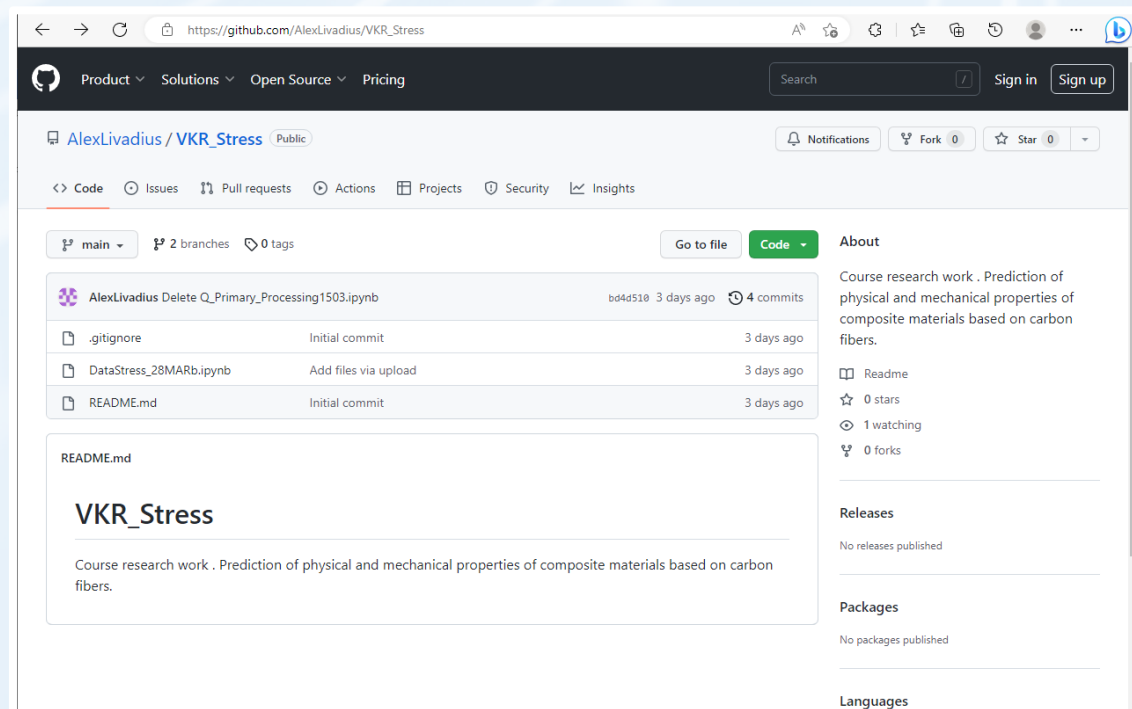 https://github.com/AlexLivadius/VKR_Stress
Product Solutions Open Source Pricing
Search /
Sign in
Sign up
AlexLivadius / VKR_Stress Public
Notifications
Fork 0
Star 0
Code Issues Pull requests Actions Projects Security Insights
main 2 branches 0 tags
Go to file
Code
AlexLivadius Delete Q_Primary_Processing1503.ipynb bd4d510 3 days ago 4 commits
.gitignore Initial commit 3 days ago
DataStress_28MARb.ipynb Add files via upload 3 days ago
README.md Initial commit 3 days ago
README.md
VKR_Stress
Course research work . Prediction of physical and mechanical properties of composite materials based on carbon
fibers.
About
Course research work . Prediction of
physical and mechanical properties of
composite materials based on carbon
fibers.
Readme
0 stars
1 watching
0 forks
Releases
No releases published
Packages
No packages published
Languages